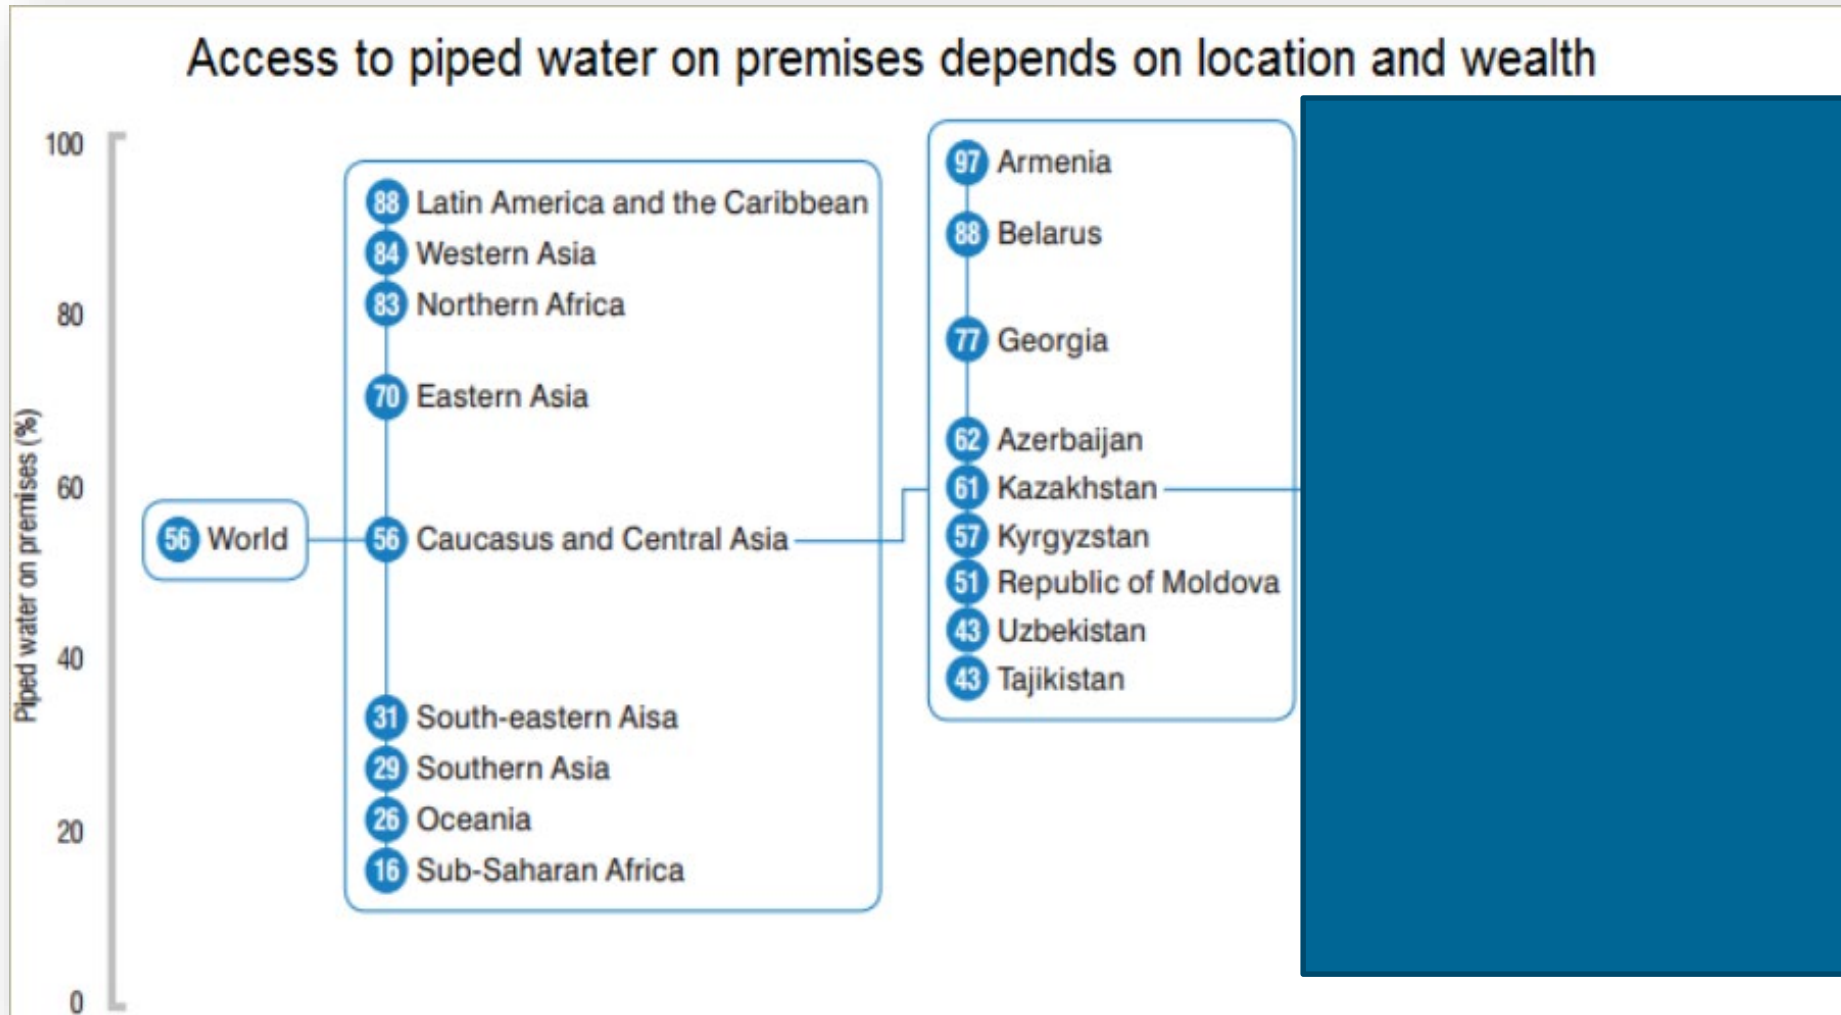 Access to piped water on premises depends on location and wealth
Piped water on premises (%)
100
80
60
40
20
0
56 World
88 Latin America and the Caribbean
84 Western Asia
83 Northern Africa
70 Eastern Asia
56 Caucasus and Central Asia
31 South-eastern Aisa
29 Southern Asia
26 Oceania
16 Sub-Saharan Africa
97 Armenia
88 Belarus
77 Georgia
62 Azerbaijan
61 Kazakhstan
57 Kyrgyzstan
51 Republic of Moldova
43 Uzbekistan
43 Tajikistan